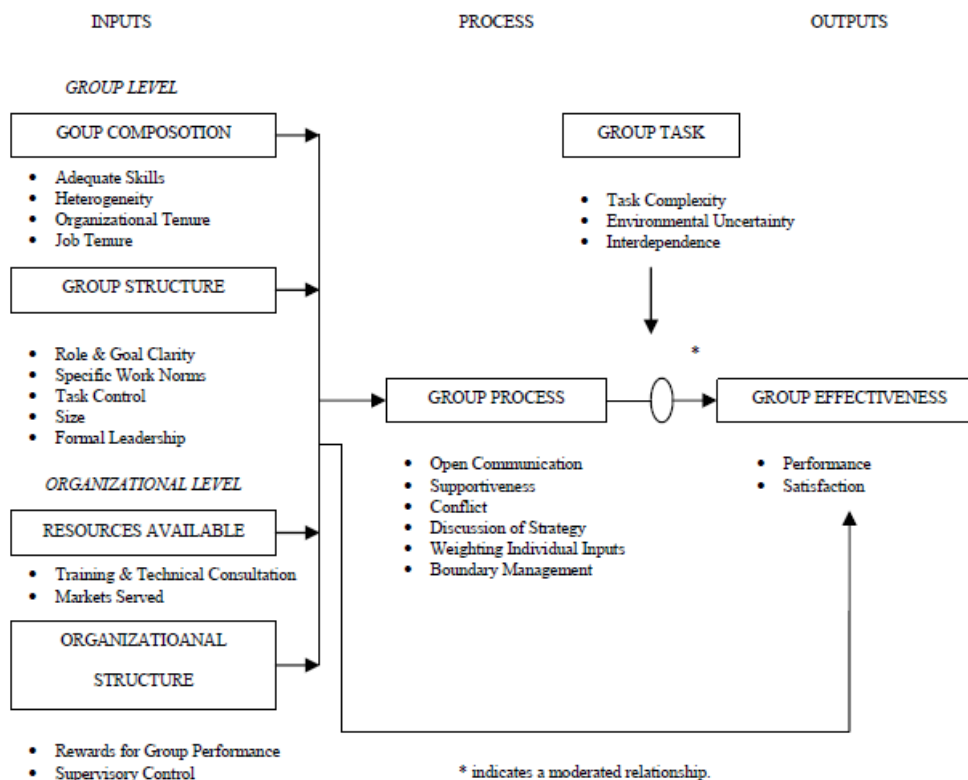 INPUTS PROCESS OUTPUTS
GROUP LEVEL
GOUP COMPOSOTION
• Adequate Skills
• Heterogeneity
• Organizational Tenure
• Job Tenure
GROUP STRUCTURE
• Role & Goal Clarity
• Specific Work Norms
• Task Control
• Size
• Formal Leadership
ORGANIZATIONAL LEVEL
RESOURCES AVAILABLE
• Training & Technical Consultation
• Markets Served
ORGANIZATIOANAL
STRUCTURE
• Rewards for Group Performance
• Supervisory Control
GROUP TASK
• Task Complexity
• Environmental Uncertainty
• Interdependence
*
GROUP PROCESS
• Open Communication
• Supportiveness
• Conflict
• Discussion of Strategy
• Weighting Individual Inputs
• Boundary Management
GROUP EFFECTIVENESS
• Performance
• Satisfaction
* indicates a moderated relationship.